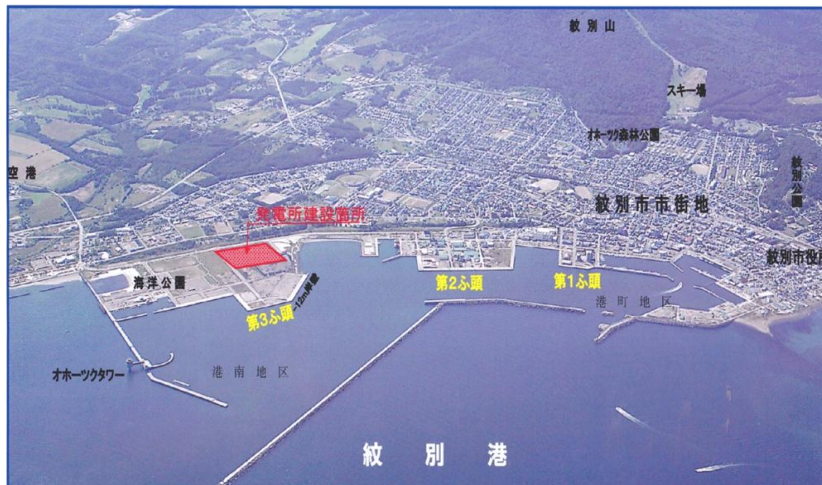 紋別山
スキー場
オホーツク森林公園
空港
紋別公園
紋別市市街地
発電所建設箇所
紋別市役所
海洋公園
第2ふ頭
第1ふ頭
第3ふ頭
-12m岸壁
港町地区
オホーツクタワー
港南地区
紋別港